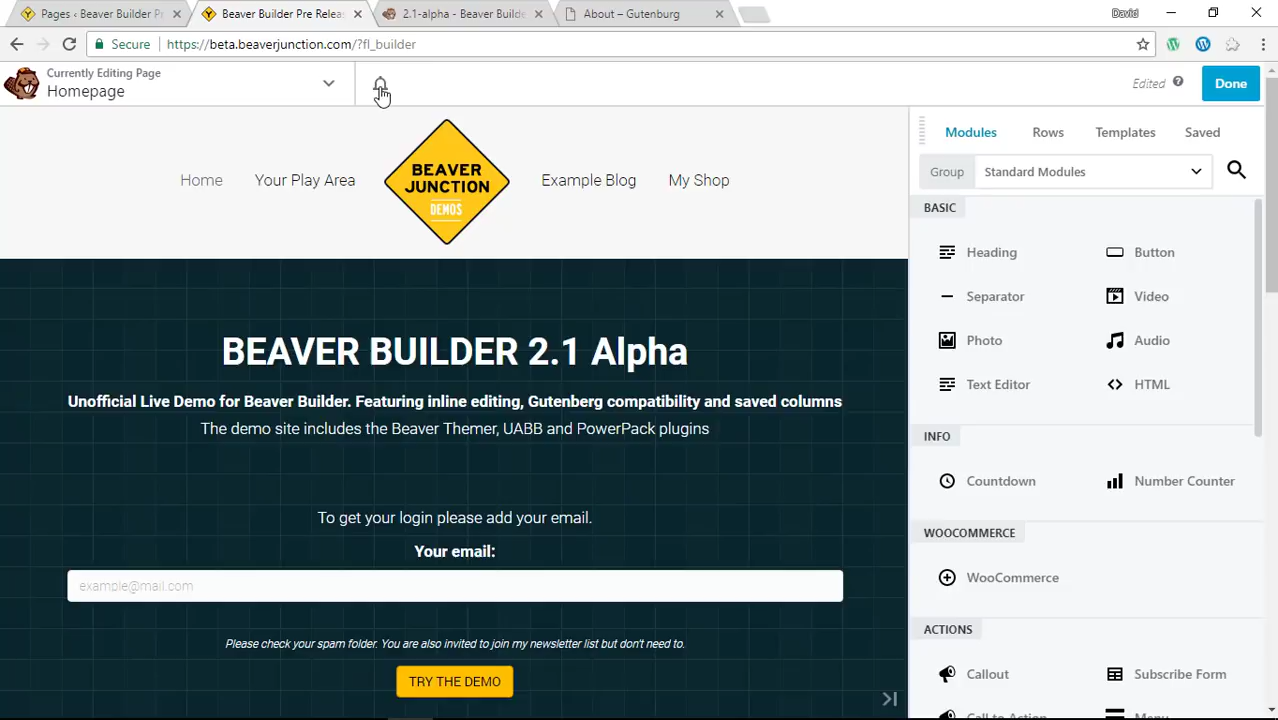 Pages ‹ Beaver Builder P
Beaver Builder Pre Relea
2.1-alpha - Beaver Builde
About – Gutenburg
David
Secure
https://beta.beaverjunction.com/?fl_builder
Currently Editing Page
Homepage
Edited
Done
Home
Your Play Area
BEAVER
JUNCTION
DEMOS
Example Blog
My Shop
BEAVER BUILDER 2.1 Alpha
Unofficial Live Demo for Beaver Builder. Featuring inline editing, Gutenberg compatibility and saved columns
The demo site includes the Beaver Themer, UABB and PowerPack plugins
To get your login please add your email.
Your email:
example@mail.com
Please check your spam folder. You are also invited to join my newsletter list but don't need to.
TRY THE DEMO
Modules
Rows
Templates
Saved
Group
Standard Modules
BASIC
Heading
Button
Separator
Video
Photo
Audio
Text Editor
HTML
INFO
Countdown
Number Counter
WOOCOMMERCE
WooCommerce
ACTIONS
Callout
Subscribe Form
Call to Action
Menu